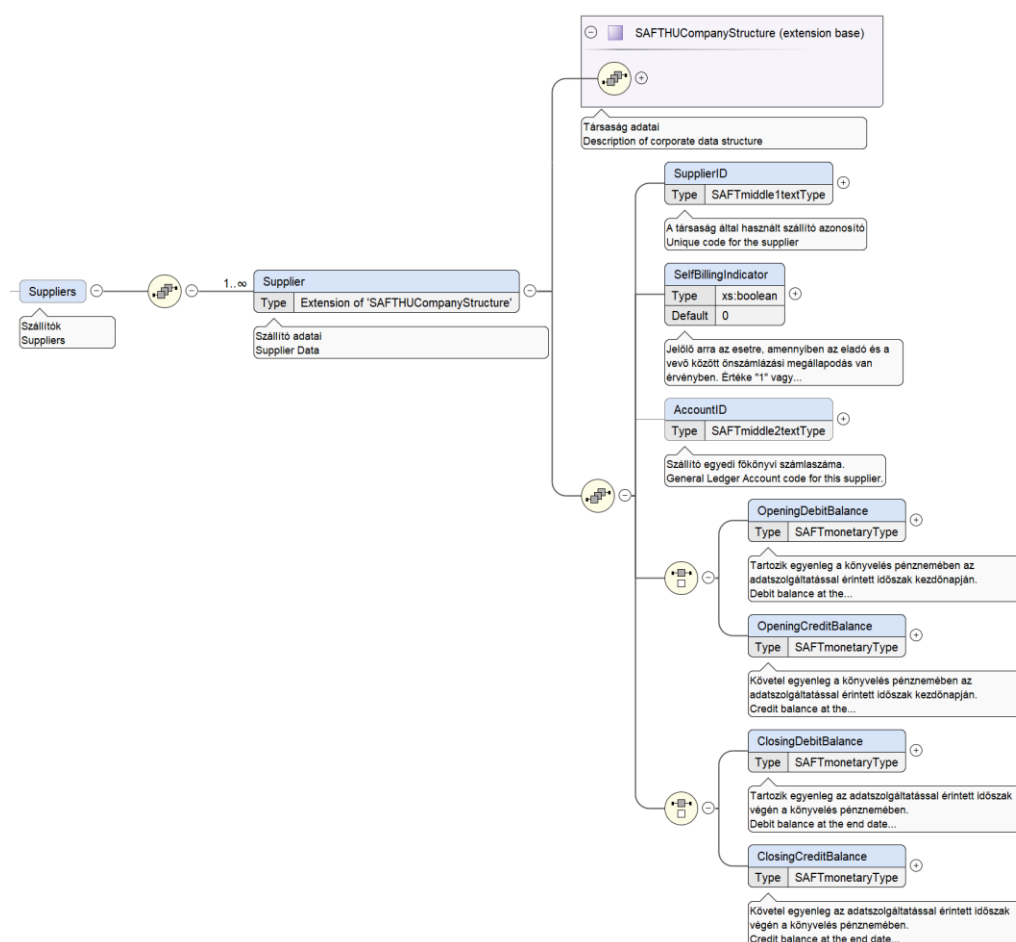 SAFTHUCompanyStructure (extension base)
Társaság adatai
Description of corporate data structure
SupplierID
Type SAFTmiddle1textType
A társaság által használt szállító azonosító
Unique code for the supplier
Suppliers
Szállítók
Suppliers
1..∞
Supplier
Type Extension of 'SAFTHUCompanyStructure'
Szállító adatai
Supplier Data
SelfBillingIndicator
Type xs:boolean
Default 0
Jelölő arra az esetre, amennyiben az eladó és a
vevő között önszámlázási megállapodás van
érvényben. Értéke "1" vagy...
AccountID
Type SAFTmiddle2textType
Szállító egyedi főkönyvi számlaszáma.
General Ledger Account code for this supplier.
OpeningDebitBalance
Type SAFTmonetaryType
Tartozik egyenleg a könyvelés pénznemében az
adatszolgáltatással érintett időszak kezdőnapján.
Debit balance at the...
OpeningCreditBalance
Type SAFTmonetaryType
Követel egyenleg a könyvelés pénznemében az
adatszolgáltatással érintett időszak kezdőnapján.
Credit balance at the...
ClosingDebitBalance
Type SAFTmonetaryType
Tartozik egyenleg az adatszolgáltatással érintett időszak
végén a könyvelés pénznemében.
Debit balance at the end date...
ClosingCreditBalance
Type SAFTmonetaryType
Követel egyenleg az adatszolgáltatással érintett időszak
végén a könyvelés pénznemében.
Credit balance at the end date...